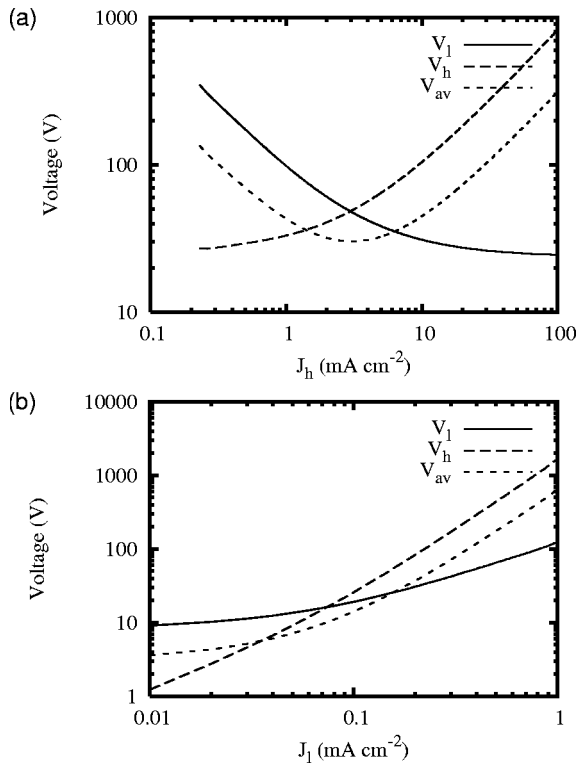 (a)
1000
100
10
Voltage (V)
V_l
V_h
V_av
0.1
1
10
100
J_h (mA cm^-2)
(b)
10000
1000
100
10
1
Voltage (V)
V_l
V_h
V_av
0.01
0.1
1
J_l (mA cm^-2)